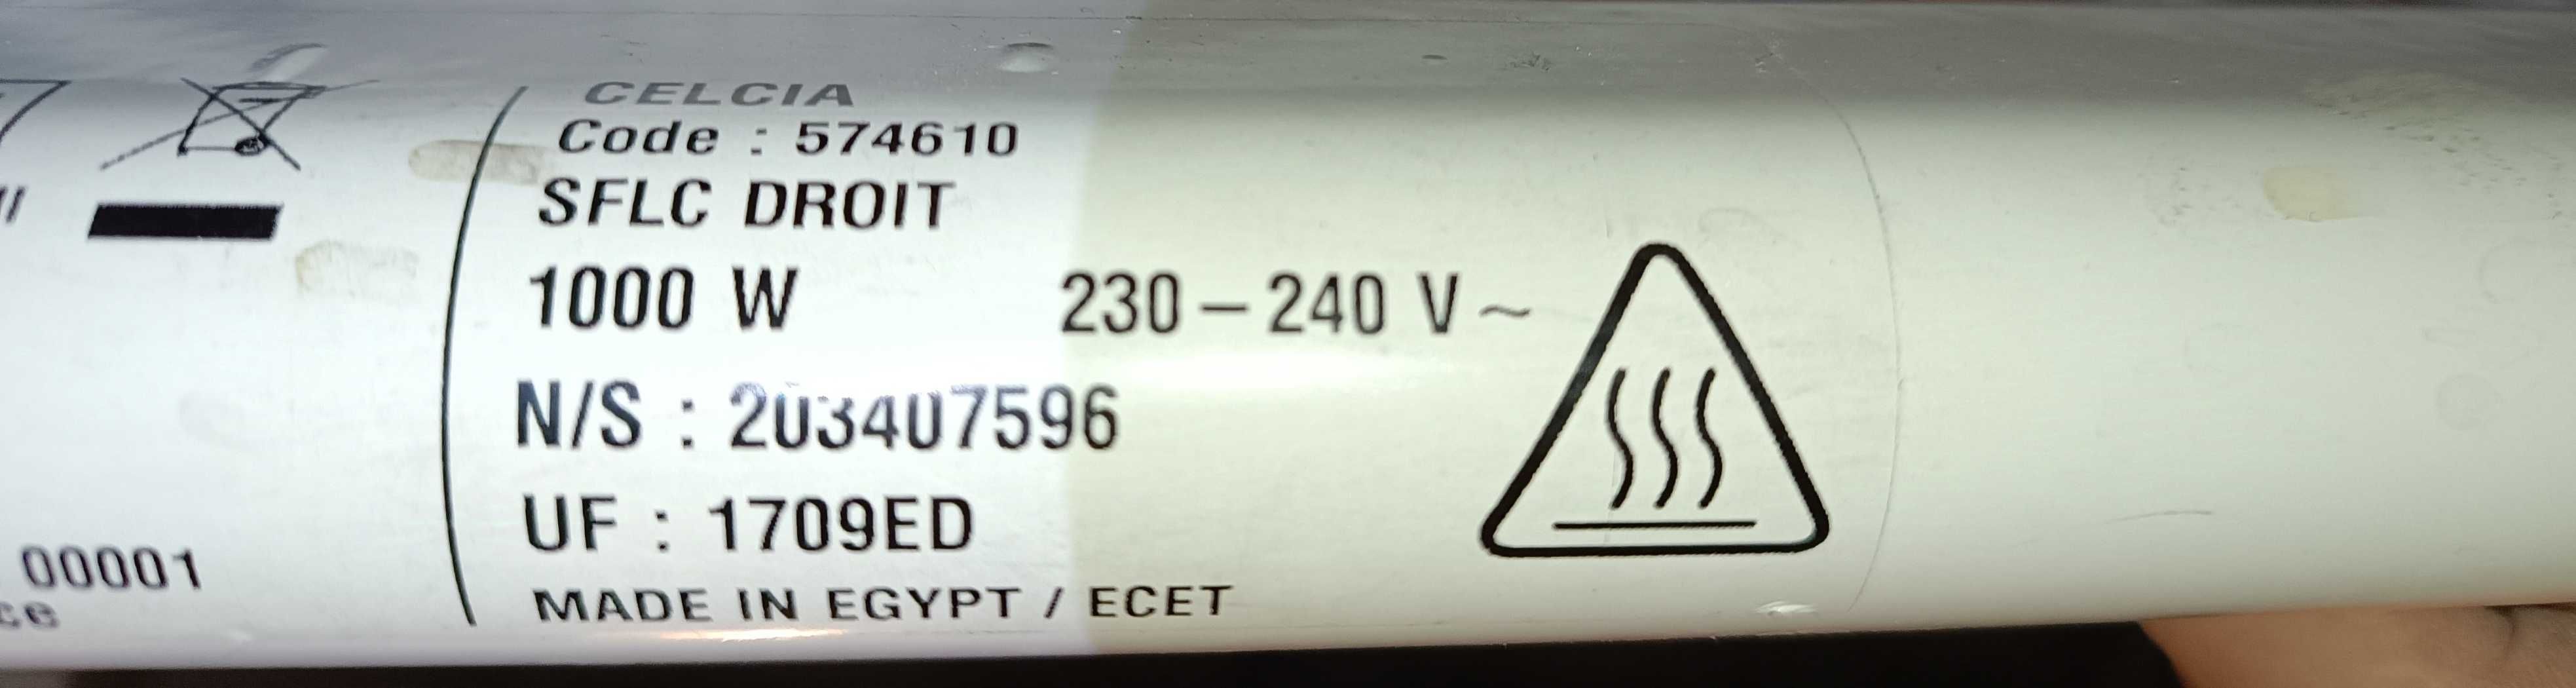 CELCIA
Code : 574610
SFLC DROIT
1000 W 230 – 240 V ~
N/S : 203407596
UF : 1709ED
MADE IN EGYPT / ECET
00001